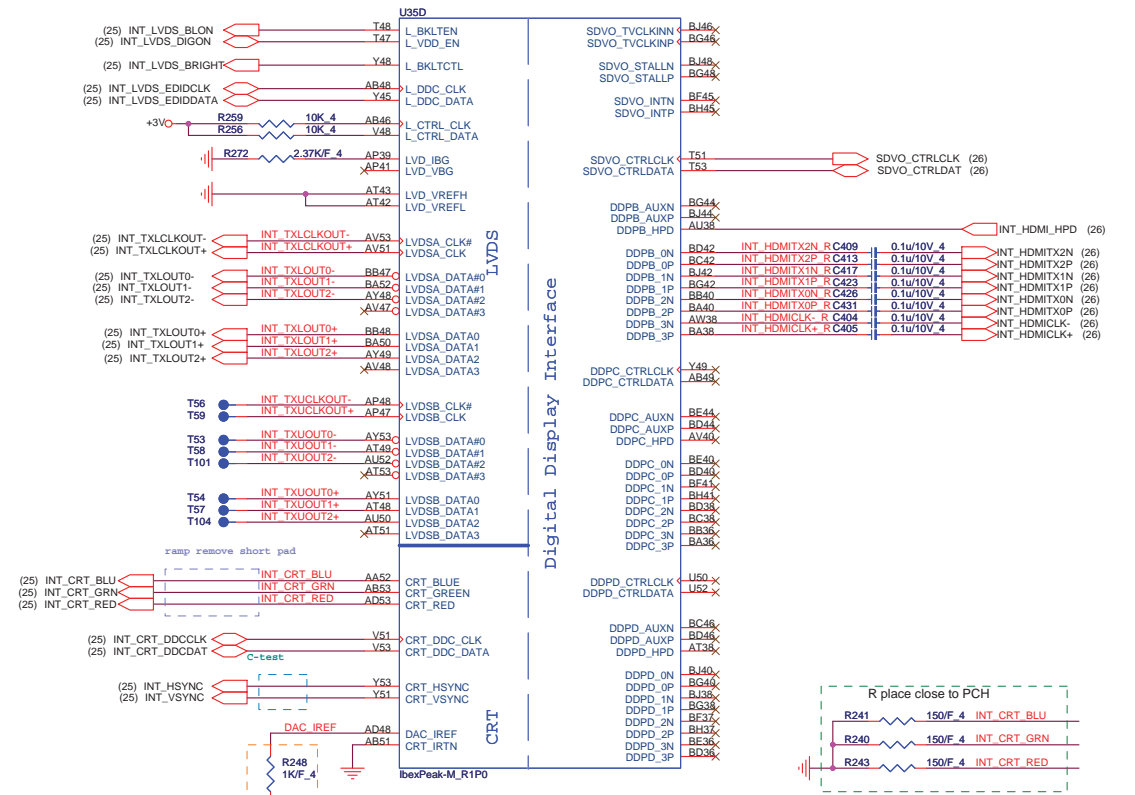 U35D
(25) INT_LVDS_BLON T48 L_BKLTEN
(25) INT_LVDS_DIGON T47 L_VDD_EN
(25) INT_LVDS_BRIGHT Y48 L_BKLTCTL
(25) INT_LVDS_EDIDCLK AB48 L_DDC_CLK
(25) INT_LVDS_EDIDDATA Y45 L_DDC_DATA
+3V R259 10K_4 AB46 L_CTRL_CLK
R256 10K_4 V48 L_CTRL_DATA
R272 2.37K/F_4 AP39 LVD_IBG
AP41 LVD_VBG
AT43 LVD_VREFH
AT42 LVD_VREFL
(25) INT_TXLCLKOUT- INT_TXLCLKOUT- AV53 LVDSA_CLK#
(25) INT_TXLCLKOUT+ INT_TXLCLKOUT+ AV51 LVDSA_CLK
(25) INT_TXLOUT0- INT_TXLOUT0- BB47 LVDSA_DATA#0
(25) INT_TXLOUT1- INT_TXLOUT1- BA52 LVDSA_DATA#1
(25) INT_TXLOUT2- INT_TXLOUT2- AY48 LVDSA_DATA#2
AV47 LVDSA_DATA#3
(25) INT_TXLOUT0+ INT_TXLOUT0+ BB48 LVDSA_DATA0
(25) INT_TXLOUT1+ INT_TXLOUT1+ BA50 LVDSA_DATA1
(25) INT_TXLOUT2+ INT_TXLOUT2+ AY49 LVDSA_DATA2
AV48 LVDSA_DATA3
T56 INT_TXUCLKOUT- AP48 LVDSB_CLK#
T59 INT_TXUCLKOUT+ AP47 LVDSB_CLK
T53 INT_TXUOUT0- AY53 LVDSB_DATA#0
T58 INT_TXUOUT1- AT49 LVDSB_DATA#1
T101 INT_TXUOUT2- AU52 LVDSB_DATA#2
AT53 LVDSB_DATA#3
T54 INT_TXUOUT0+ AY51 LVDSB_DATA0
T57 INT_TXUOUT1+ AT48 LVDSB_DATA1
T104 INT_TXUOUT2+ AU50 LVDSB_DATA2
AT51 LVDSB_DATA3
ramp remove short pad
(25) INT_CRT_BLU INT_CRT_BLU AA52 CRT_BLUE
(25) INT_CRT_GRN INT_CRT_GRN AB53 CRT_GREEN
(25) INT_CRT_RED INT_CRT_RED AD53 CRT_RED
(25) INT_CRT_DDCCLK V51 CRT_DDC_CLK
(25) INT_CRT_DDCDAT V53 CRT_DDC_DATA
C-test
(25) INT_HSYNC Y53 CRT_HSYNC
(25) INT_VSYNC Y51 CRT_VSYNC
DAC_IREF AD48 DAC_IREF
AB51 CRT_IRTN
R248
1K/F_4
IbexPeak-M_R1P0
LVDS
CRT
Digital Display Interface
SDVO_TVCLKINN BJ46
SDVO_TVCLKINP BG46
SDVO_STALLN BJ48
SDVO_STALLP BG48
SDVO_INTN BF45
SDVO_INTP BH45
SDVO_CTRLCLK T51 SDVO_CTRLCLK (26)
SDVO_CTRLDATA T53 SDVO_CTRLDAT (26)
DDPB_AUXN BG44
DDPB_AUXP BJ44
DDPB_HPD AU38 INT_HDMI_HPD (26)
DDPB_0N BD42 INT_HDMITX2N_R C409 0.1u/10V_4 INT_HDMITX2N (26)
DDPB_0P BC42 INT_HDMITX2P_R C413 0.1u/10V_4 INT_HDMITX2P (26)
DDPB_1N BJ42 INT_HDMITX1N_R C417 0.1u/10V_4 INT_HDMITX1N (26)
DDPB_1P BG42 INT_HDMITX1P_R C423 0.1u/10V_4 INT_HDMITX1P (26)
DDPB_2N BB40 INT_HDMITX0N_R C426 0.1u/10V_4 INT_HDMITX0N (26)
DDPB_2P BA40 INT_HDMITX0P_R C431 0.1u/10V_4 INT_HDMITX0P (26)
DDPB_3N AW38 INT_HDMICLK-_R C404 0.1u/10V_4 INT_HDMICLK- (26)
DDPB_3P BA38 INT_HDMICLK+_R C405 0.1u/10V_4 INT_HDMICLK+ (26)
DDPC_CTRLCLK Y49
DDPC_CTRLDATA AB49
DDPC_AUXN BE44
DDPC_AUXP BD44
DDPC_HPD AV40
DDPC_0N BE40
DDPC_0P BD40
DDPC_1N BF41
DDPC_1P BH41
DDPC_2N BD38
DDPC_2P BC38
DDPC_3N BB36
DDPC_3P BA36
DDPD_CTRLCLK U50
DDPD_CTRLDATA U52
DDPD_AUXN BC46
DDPD_AUXP BD46
DDPD_HPD AT38
DDPD_0N BJ40
DDPD_0P BG40
DDPD_1N BJ38
DDPD_1P BG38
DDPD_2N BF37
DDPD_2P BH37
DDPD_3N BE36
DDPD_3P BD36
R place close to PCH
R241 150/F_4 INT_CRT_BLU
R240 150/F_4 INT_CRT_GRN
R243 150/F_4 INT_CRT_RED